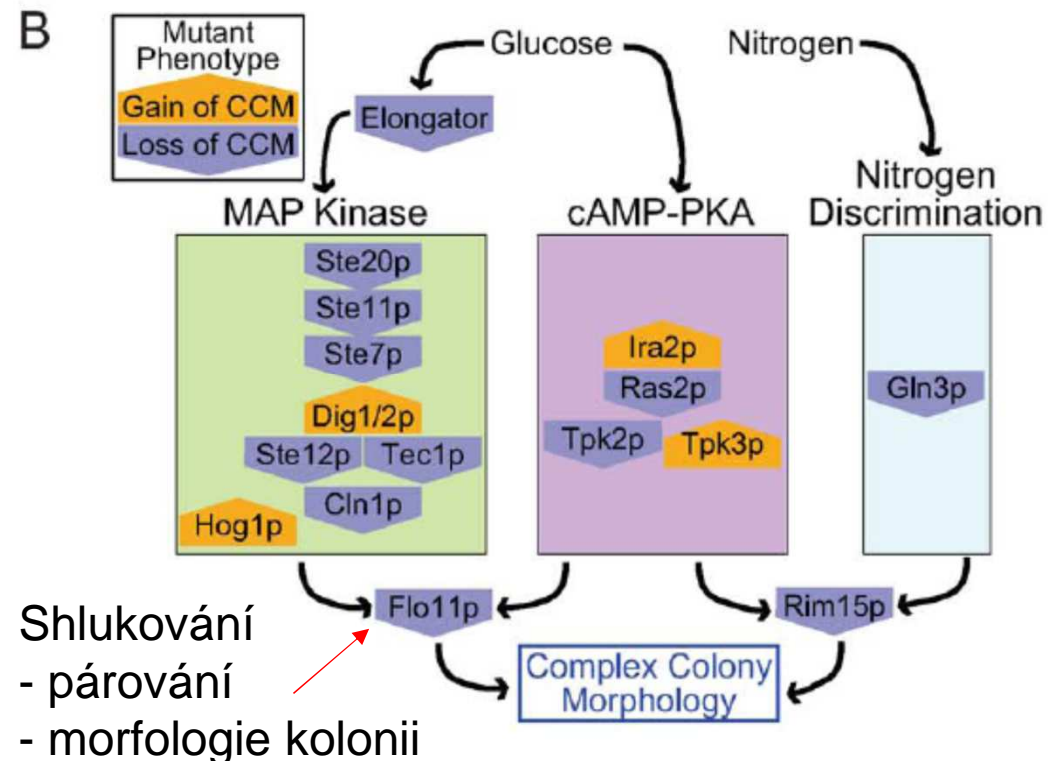 B
Mutant
Phenotype
Gain of CCM
Loss of CCM
Glucose
Nitrogen
Elongator
MAP Kinase
cAMP-PKA
Nitrogen
Discrimination
Ste20p
Ste11p
Ste7p
Dig1/2p
Ste12p
Tec1p
Cln1p
Hog1p
Ira2p
Ras2p
Tpk2p
Tpk3p
Gln3p
Flo11p
Rim15p
Complex Colony
Morphology
Shlukování
- párování
- morfologie kolonii